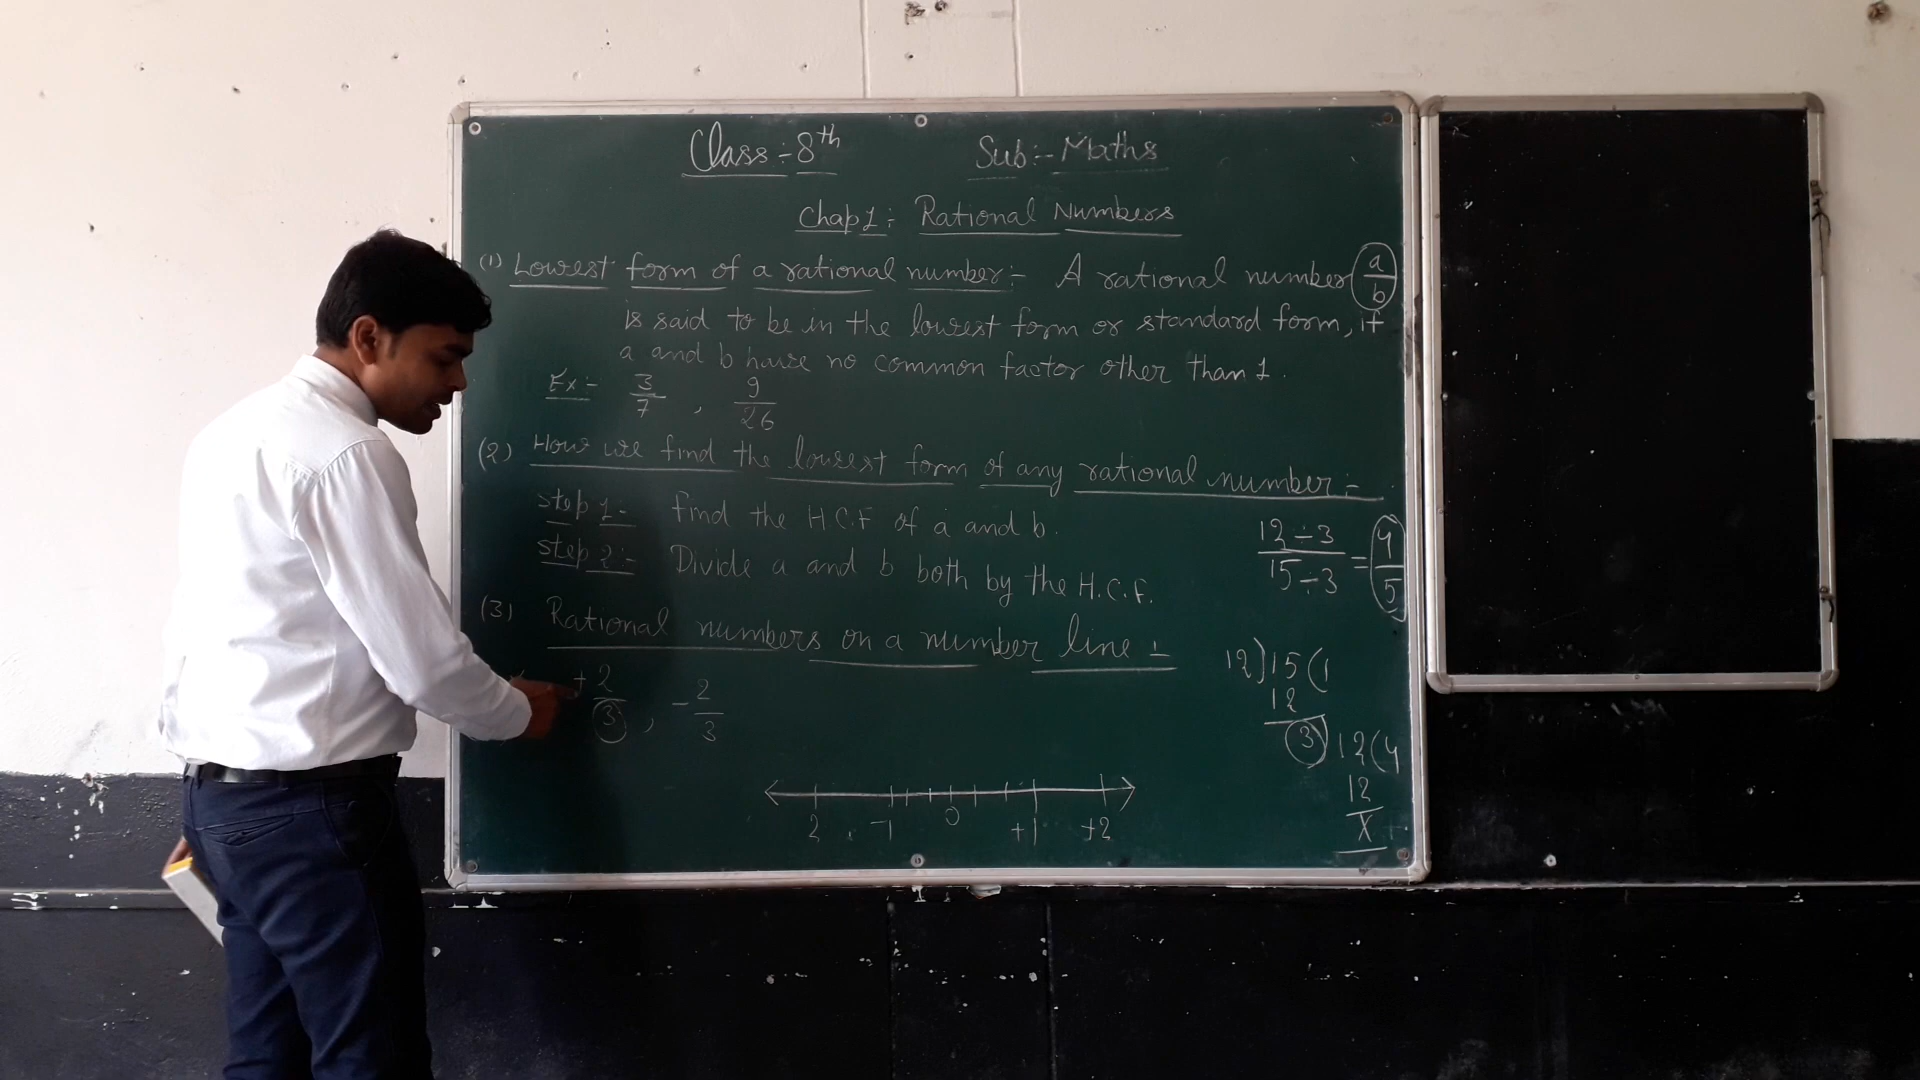 Class:- 8th Sub:- Maths
Chap 1:- Rational Numbers
(1) Lowest form of a rational number:- A rational number a/b
is said to be in the lowest form or standard form, if
a and b have no common factor other than 1.
Ex:- 3/7 , 9/26
(2) How we find the lowest form of any rational number:-
Step 1:- Find the H.C.F of a and b.
Step 2:- Divide a and b both by the H.C.F.
12÷3/15÷3 = 4/5
(3) Rational numbers on a number line:-
+2/3 , -2/3
2 -1 0 +1 +2
12)15(1
12
3)12(4
12
x